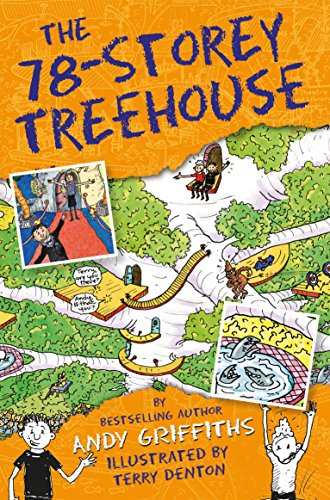 THE
78-STOREY
TREEHOUSE
Terry,
are you
there?
Andy,
is that
you?
BY
BESTSELLING AUTHOR
ANDY GRIFFITHS
ILLUSTRATED BY
TERRY DENTON